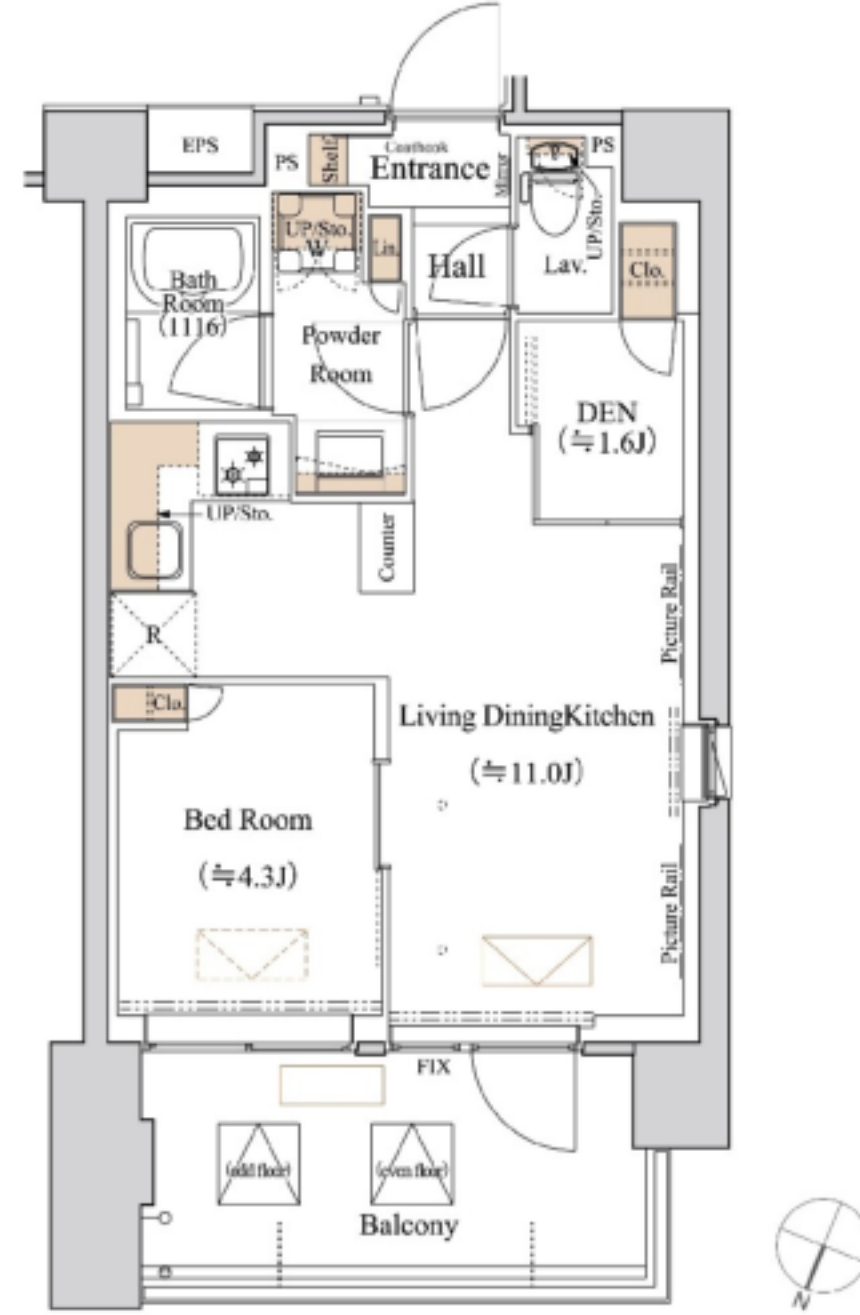 EPS
PS
Shelf
Coathook
Entrance
Mirror
PS
UP/Sto.
W
Lin.
Hall
Lav.
UP/Sto.
Clo.
Bath
Room
(1116)
Powder
Room
DEN
(≒1.6J)
UP/Sto.
Counter
R
Picture Rail
Clo.
Living DiningKitchen
(≒11.0J)
Bed Room
(≒4.3J)
Picture Rail
FIX
(odd floor)
(even floor)
Balcony
N